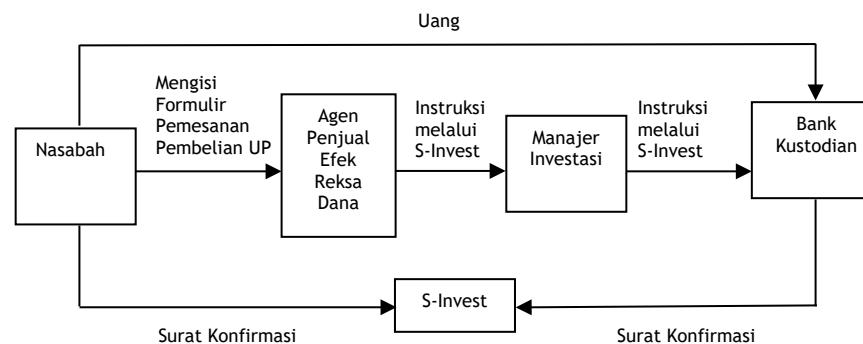 Uang
Mengisi
Formulir
Pemesanan
Pembelian UP
Instruksi
melalui
S-Invest
Instruksi
melalui
S-Invest
Nasabah
Agen
Penjual
Efek
Reksa
Dana
Manajer
Investasi
Bank
Kustodian
S-Invest
Surat Konfirmasi
Surat Konfirmasi